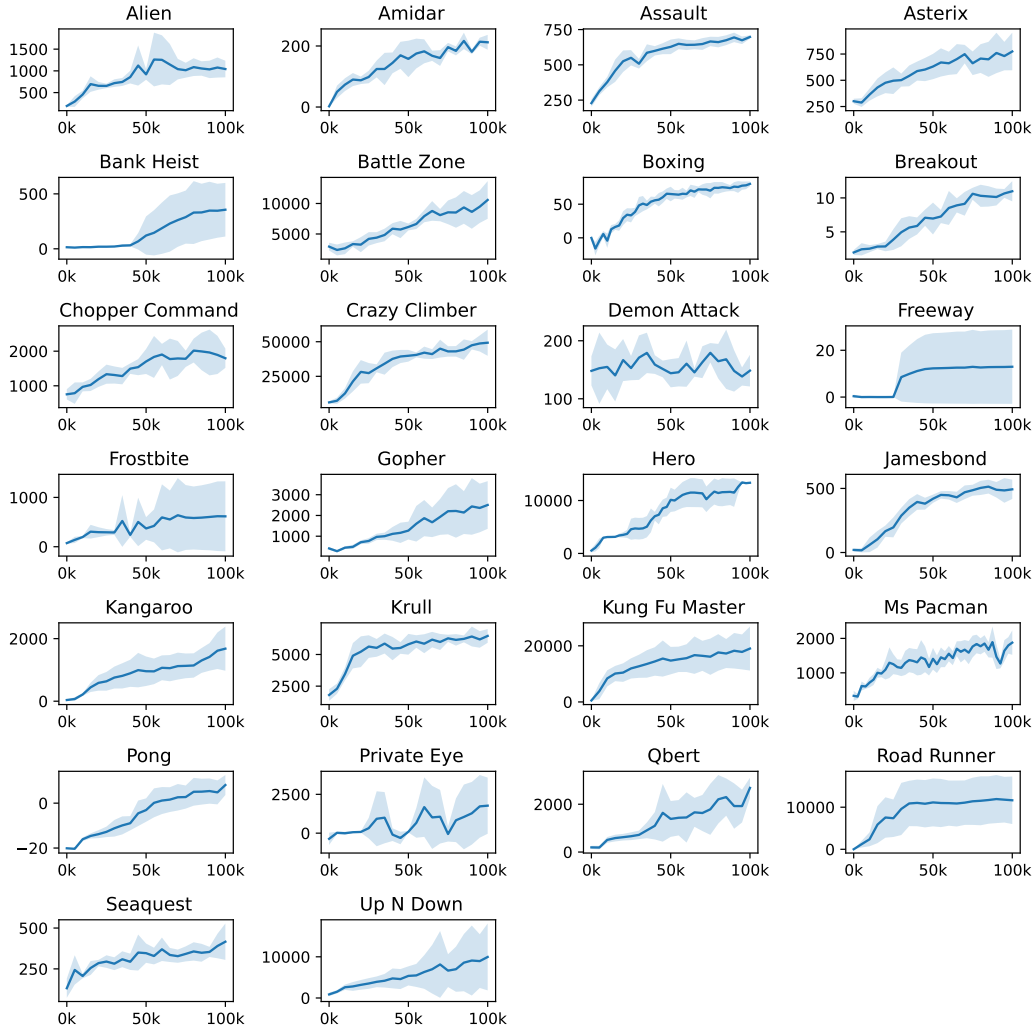 Alien Amidar Assault Asterix
1500
1000
500
0k 50k 100k
200
0
0k 50k 100k
750
500
250
0k 50k 100k
750
500
250
0k 50k 100k
Bank Heist Battle Zone Boxing Breakout
500
0
0k 50k 100k
10000
5000
0k 50k 100k
50
0
0k 50k 100k
10
5
0k 50k 100k
Chopper Command Crazy Climber Demon Attack Freeway
2000
1000
0k 50k 100k
50000
25000
0k 50k 100k
200
100
0k 50k 100k
20
0
0k 50k 100k
Frostbite Gopher Hero Jamesbond
1000
0
0k 50k 100k
3000
2000
1000
0k 50k 100k
10000
0
0k 50k 100k
500
0
0k 50k 100k
Kangaroo Krull Kung Fu Master Ms Pacman
2000
0
0k 50k 100k
5000
2500
0k 50k 100k
20000
0
0k 50k 100k
2000
1000
0k 50k 100k
Pong Private Eye Qbert Road Runner
0
−20
0k 50k 100k
2500
0
0k 50k 100k
2000
0
0k 50k 100k
10000
0
0k 50k 100k
Seaquest Up N Down
500
250
0k 50k 100k
10000
0
0k 50k 100k